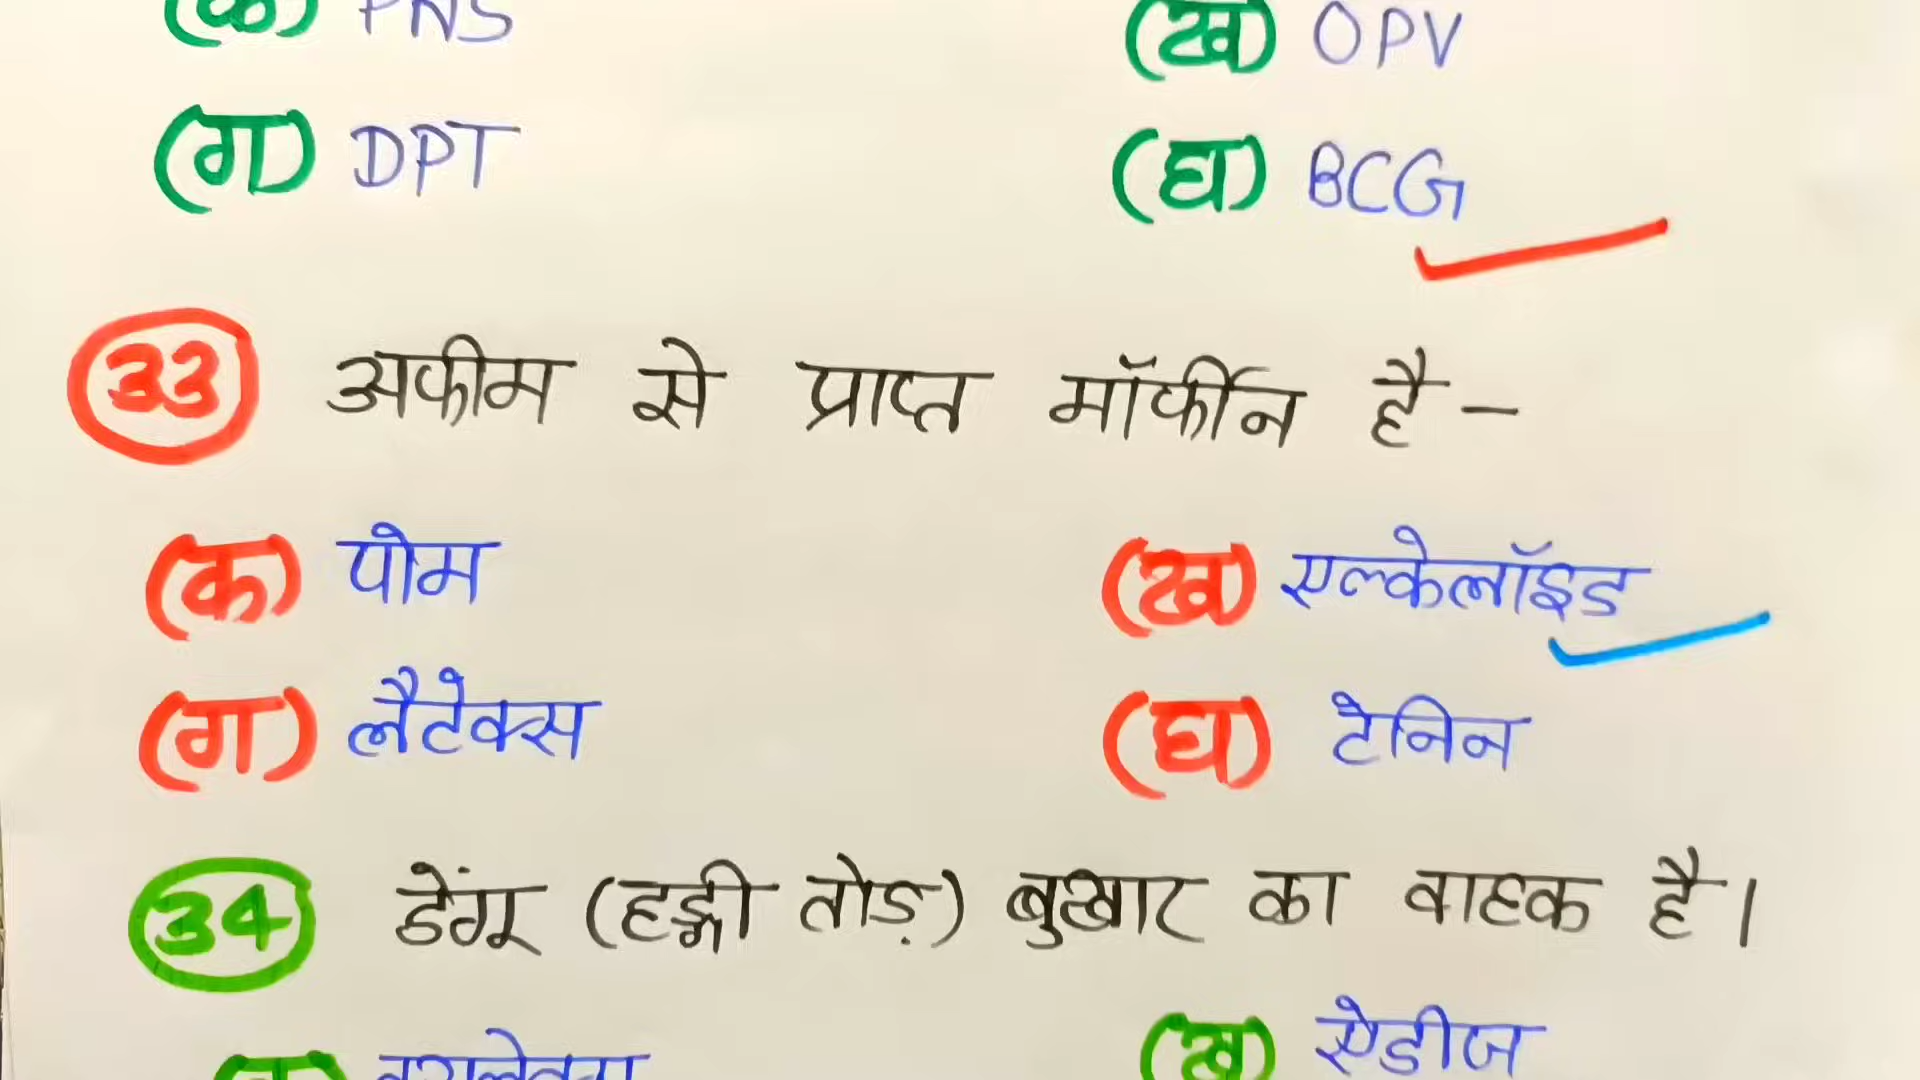 (ख) OPV
(ग) DPT (घ) BCG
33 अफीम से प्राप्त मॉर्फीन है -
(क) पोम (ख) एल्केलॉइड
(ग) लैटेक्स (घ) टेनिन
34 डेंगू (हड्डी तोड़) बुखार का वाहक है।
(ख) ऐडीज